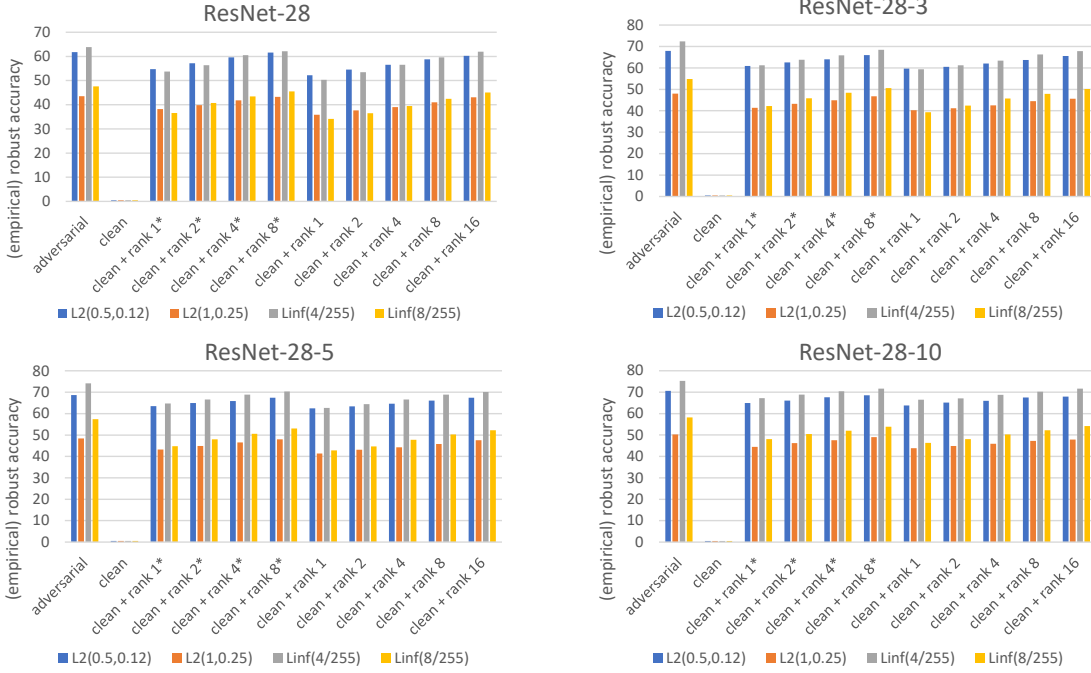 ResNet-28
(empirical) robust accuracy
70
60
50
40
30
20
10
0
adversarial
clean
clean + rank 1*
clean + rank 2*
clean + rank 4*
clean + rank 8*
clean + rank 1
clean + rank 2
clean + rank 4
clean + rank 8
clean + rank 16
L2(0.5,0.12) L2(1,0.25) Linf(4/255) Linf(8/255)
ResNet-28-3
(empirical) robust accuracy
80
70
60
50
40
30
20
10
0
adversarial
clean
clean + rank 1*
clean + rank 2*
clean + rank 4*
clean + rank 8*
clean + rank 1
clean + rank 2
clean + rank 4
clean + rank 8
clean + rank 16
L2(0.5,0.12) L2(1,0.25) Linf(4/255) Linf(8/255)
ResNet-28-5
(empirical) robust accuracy
80
70
60
50
40
30
20
10
0
adversarial
clean
clean + rank 1*
clean + rank 2*
clean + rank 4*
clean + rank 8*
clean + rank 1
clean + rank 2
clean + rank 4
clean + rank 8
clean + rank 16
L2(0.5,0.12) L2(1,0.25) Linf(4/255) Linf(8/255)
ResNet-28-10
(empirical) robust accuracy
80
70
60
50
40
30
20
10
0
adversarial
clean
clean + rank 1*
clean + rank 2*
clean + rank 4*
clean + rank 8*
clean + rank 1
clean + rank 2
clean + rank 4
clean + rank 8
clean + rank 16
L2(0.5,0.12) L2(1,0.25) Linf(4/255) Linf(8/255)